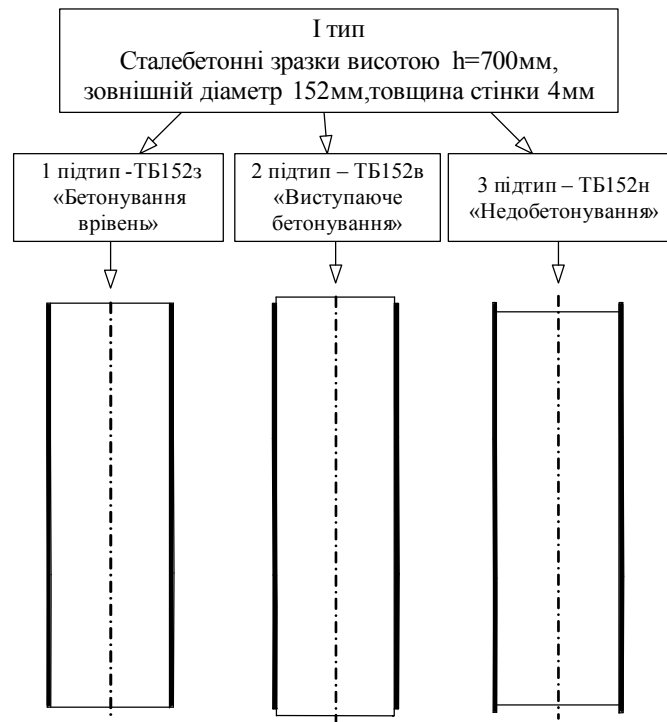 І тип
Сталебетонні зразки висотою h=700мм,
зовнішній діаметр 152мм,товщина стінки 4мм
1 підтип -ТБ152з
«Бетонування
врівень»
2 підтип – ТБ152в
«Виступаюче
бетонування»
3 підтип – ТБ152н
«Недобетонування»